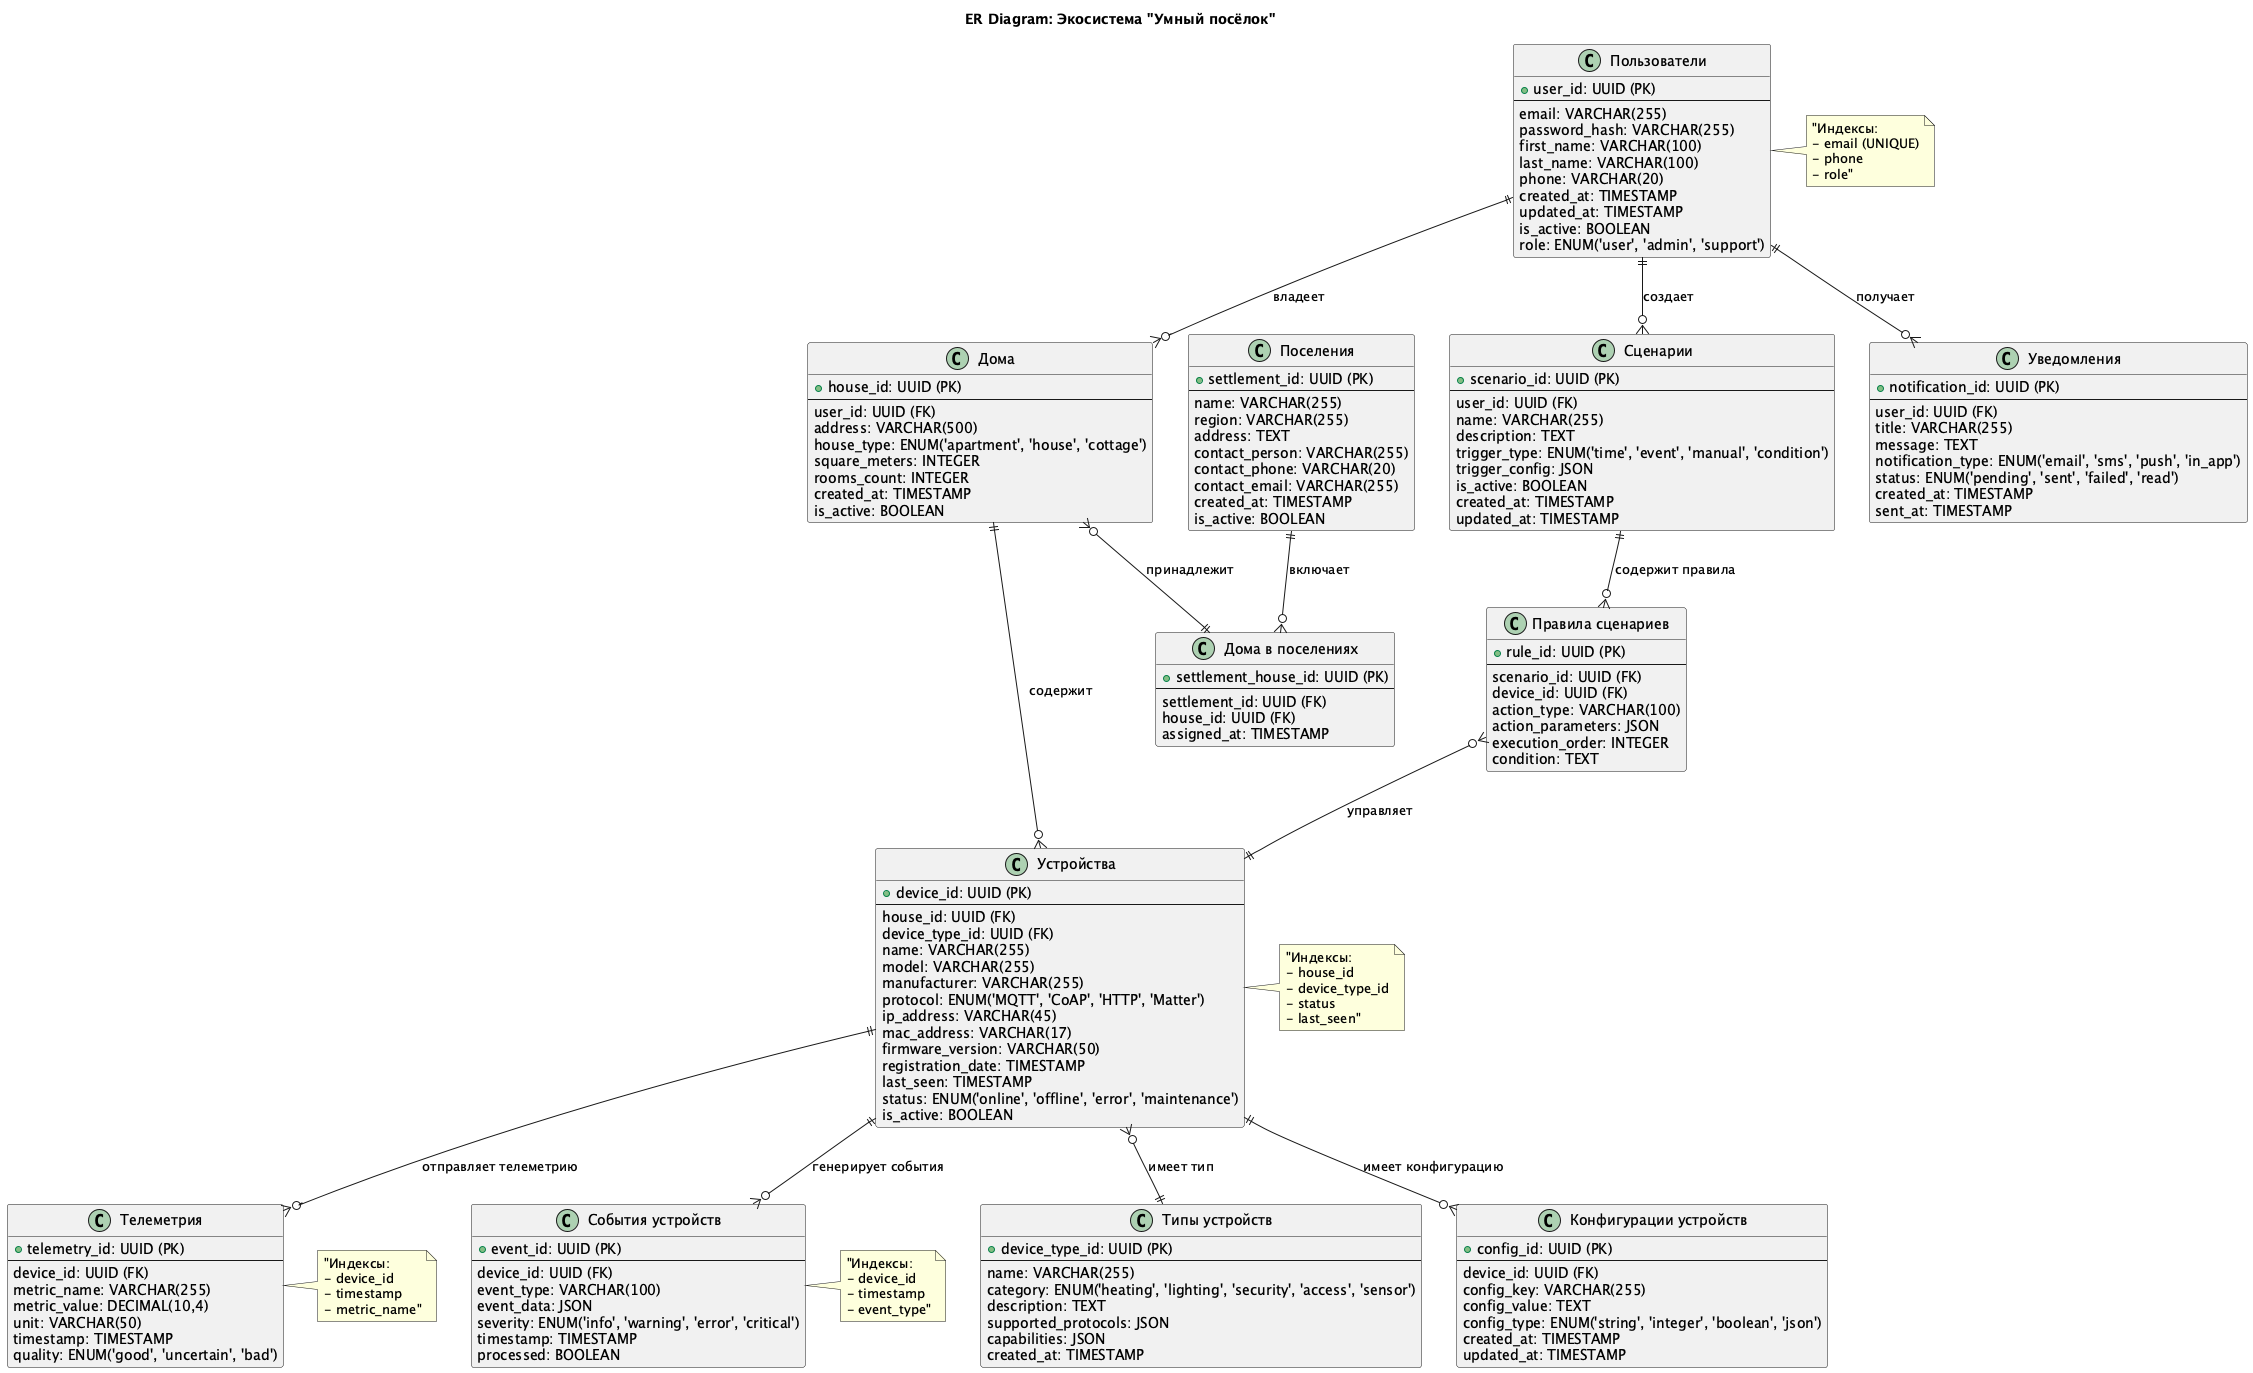 ER Diagram: Экосистема "Умный посёлок"
C Пользователи
user_id: UUID (PK)
email: VARCHAR(255)
password_hash: VARCHAR(255)
first_name: VARCHAR(100)
last_name: VARCHAR(100)
phone: VARCHAR(20)
created_at: TIMESTAMP
updated_at: TIMESTAMP
is_active: BOOLEAN
role: ENUM('user', 'admin', 'support')
"Индексы:
- email (UNIQUE)
- phone
- role"
владеет
создает
получает
C Дома
house_id: UUID (PK)
user_id: UUID (FK)
address: VARCHAR(500)
house_type: ENUM('apartment', 'house', 'cottage')
square_meters: INTEGER
rooms_count: INTEGER
created_at: TIMESTAMP
is_active: BOOLEAN
C Поселения
settlement_id: UUID (PK)
name: VARCHAR(255)
region: VARCHAR(255)
address: TEXT
contact_person: VARCHAR(255)
contact_phone: VARCHAR(20)
contact_email: VARCHAR(255)
created_at: TIMESTAMP
is_active: BOOLEAN
C Сценарии
scenario_id: UUID (PK)
user_id: UUID (FK)
name: VARCHAR(255)
description: TEXT
trigger_type: ENUM('time', 'event', 'manual', 'condition')
trigger_config: JSON
is_active: BOOLEAN
created_at: TIMESTAMP
updated_at: TIMESTAMP
C Уведомления
notification_id: UUID (PK)
user_id: UUID (FK)
title: VARCHAR(255)
message: TEXT
notification_type: ENUM('email', 'sms', 'push', 'in_app')
status: ENUM('pending', 'sent', 'failed', 'read')
created_at: TIMESTAMP
sent_at: TIMESTAMP
принадлежит
включает
содержит правила
содержит
C Дома в поселениях
settlement_house_id: UUID (PK)
settlement_id: UUID (FK)
house_id: UUID (FK)
assigned_at: TIMESTAMP
C Правила сценариев
rule_id: UUID (PK)
scenario_id: UUID (FK)
device_id: UUID (FK)
action_type: VARCHAR(100)
action_parameters: JSON
execution_order: INTEGER
condition: TEXT
управляет
C Устройства
device_id: UUID (PK)
house_id: UUID (FK)
device_type_id: UUID (FK)
name: VARCHAR(255)
model: VARCHAR(255)
manufacturer: VARCHAR(255)
protocol: ENUM('MQTT', 'CoAP', 'HTTP', 'Matter')
ip_address: VARCHAR(45)
mac_address: VARCHAR(17)
firmware_version: VARCHAR(50)
registration_date: TIMESTAMP
last_seen: TIMESTAMP
status: ENUM('online', 'offline', 'error', 'maintenance')
is_active: BOOLEAN
"Индексы:
- house_id
- device_type_id
- status
- last_seen"
отправляет телеметрию
генерирует события
имеет тип
имеет конфигурацию
C Телеметрия
telemetry_id: UUID (PK)
device_id: UUID (FK)
metric_name: VARCHAR(255)
metric_value: DECIMAL(10,4)
unit: VARCHAR(50)
timestamp: TIMESTAMP
quality: ENUM('good', 'uncertain', 'bad')
"Индексы:
- device_id
- timestamp
- metric_name"
C События устройств
event_id: UUID (PK)
device_id: UUID (FK)
event_type: VARCHAR(100)
event_data: JSON
severity: ENUM('info', 'warning', 'error', 'critical')
timestamp: TIMESTAMP
processed: BOOLEAN
"Индексы:
- device_id
- timestamp
- event_type"
C Типы устройств
device_type_id: UUID (PK)
name: VARCHAR(255)
category: ENUM('heating', 'lighting', 'security', 'access', 'sensor')
description: TEXT
supported_protocols: JSON
capabilities: JSON
created_at: TIMESTAMP
C Конфигурации устройств
config_id: UUID (PK)
device_id: UUID (FK)
config_key: VARCHAR(255)
config_value: TEXT
config_type: ENUM('string', 'integer', 'boolean', 'json')
created_at: TIMESTAMP
updated_at: TIMESTAMP